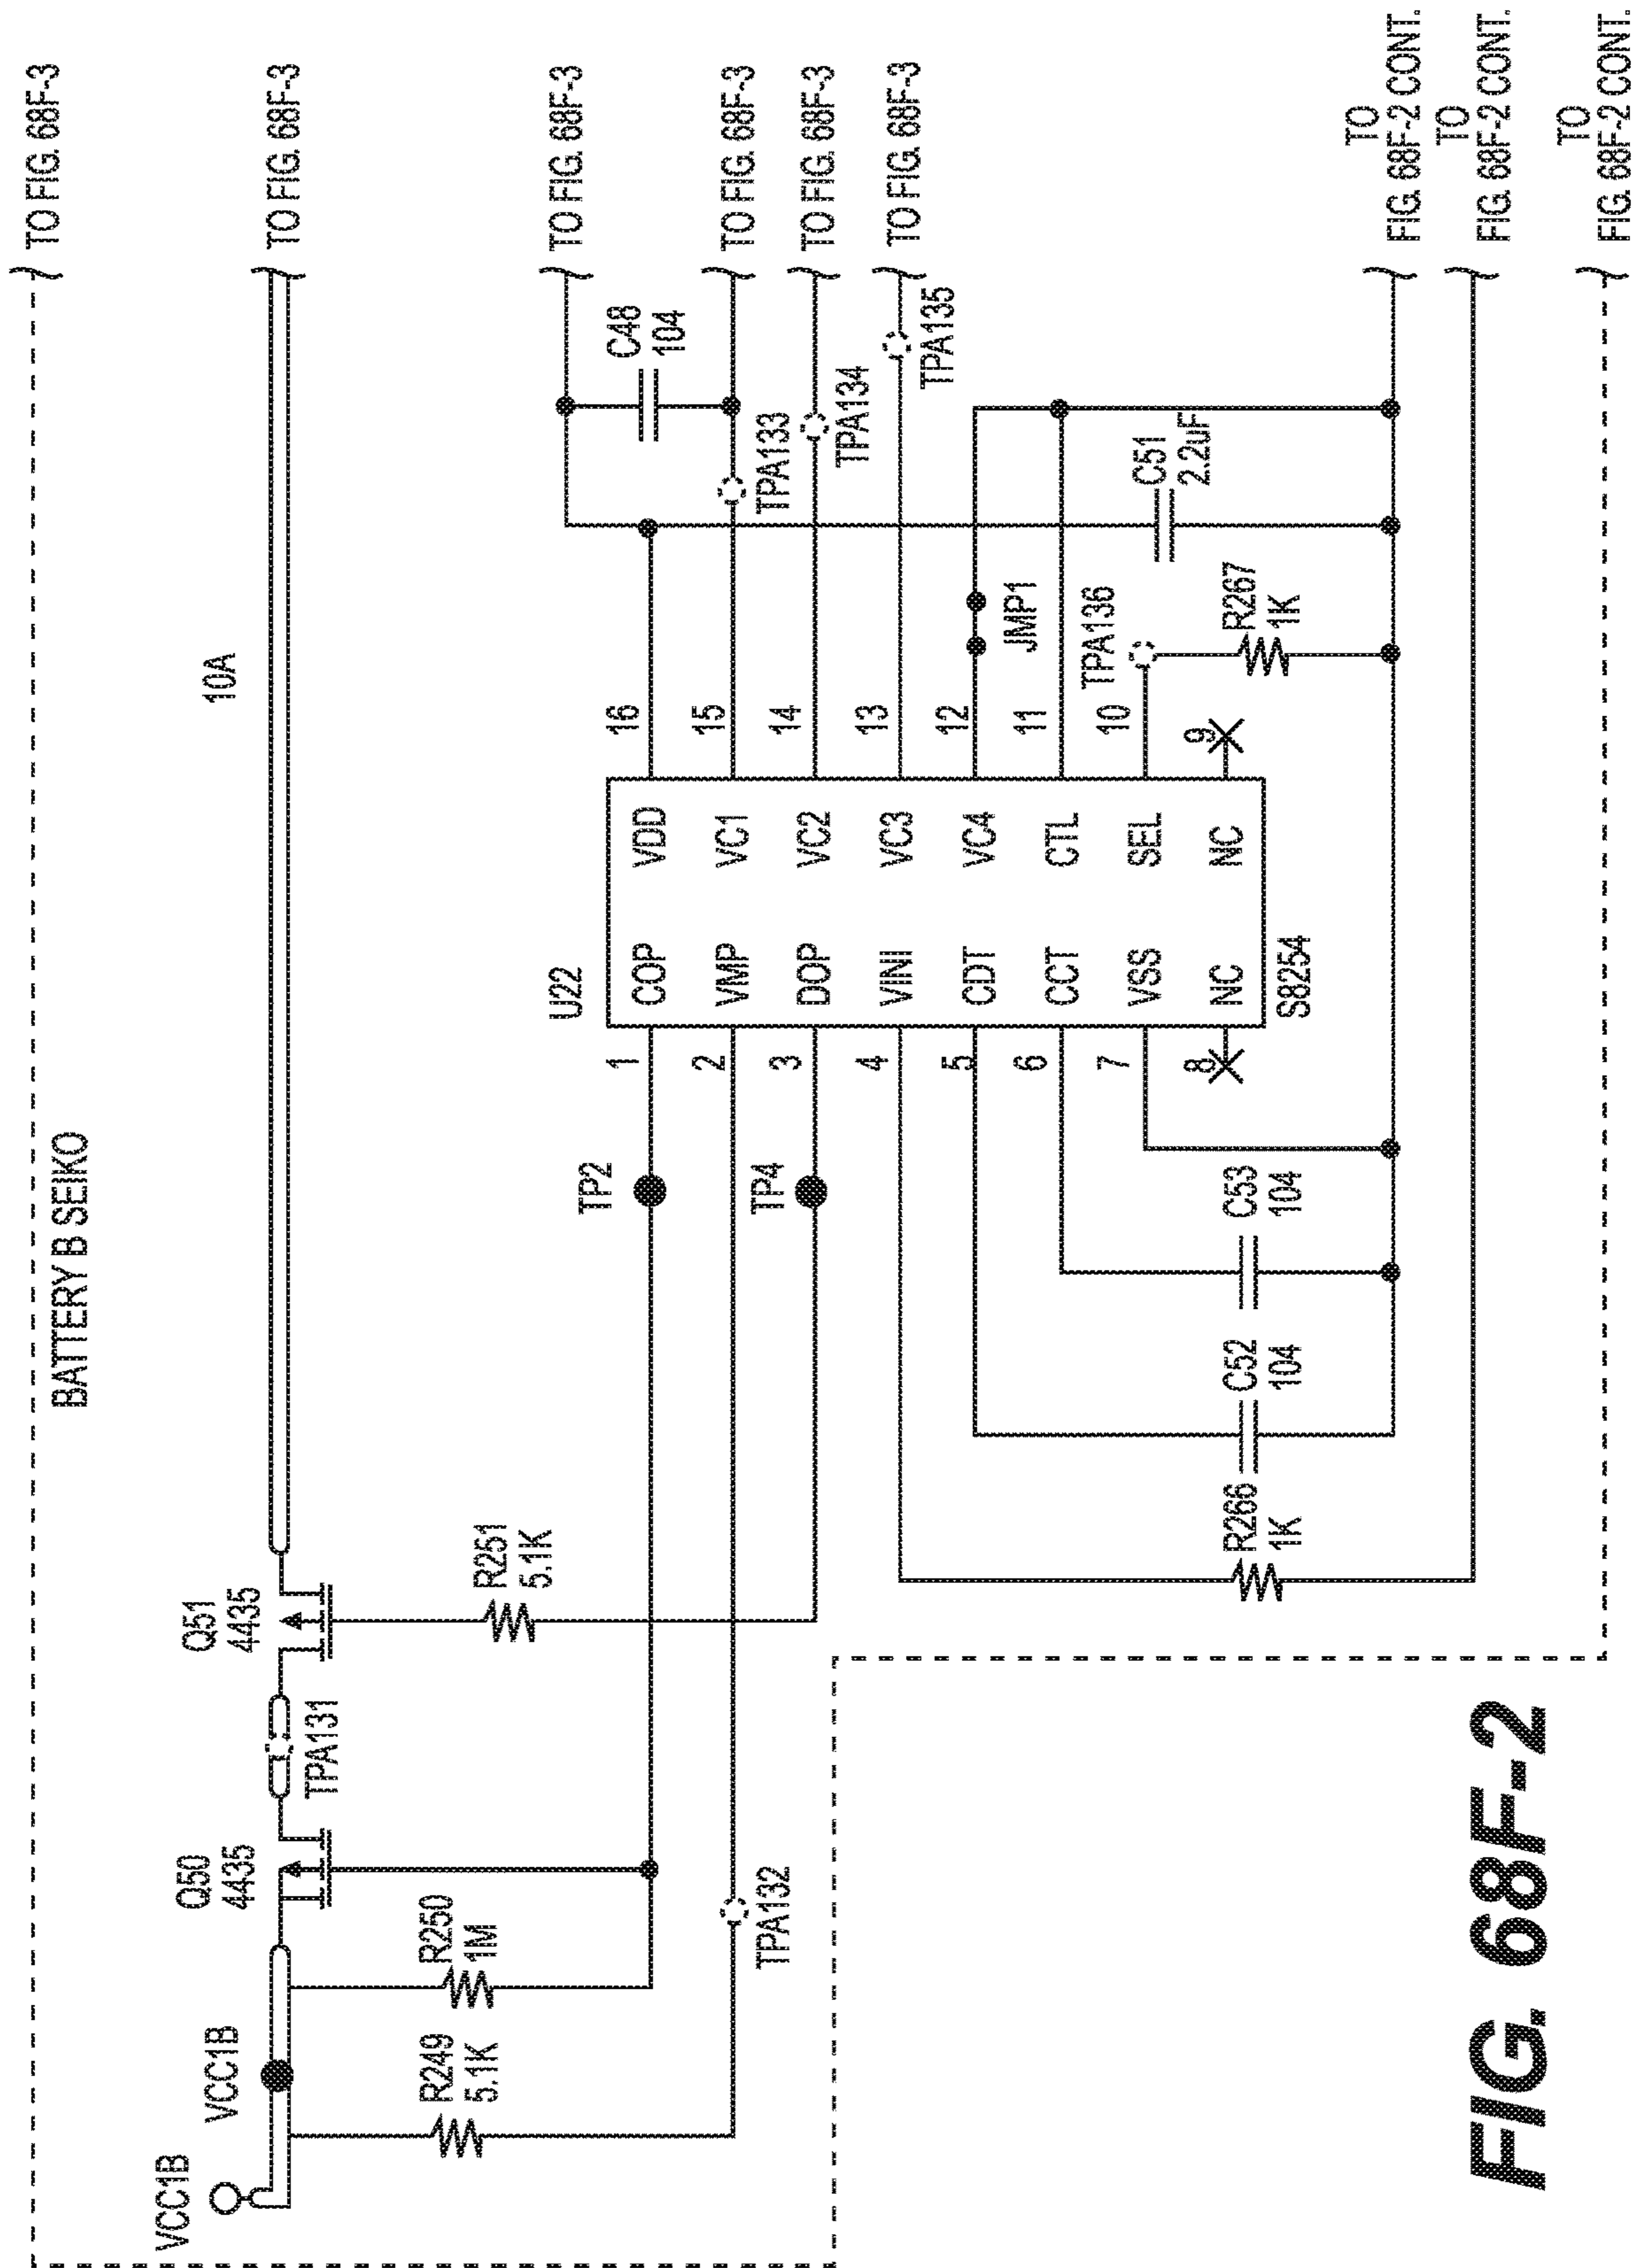 BATTERY B SEIKO
TO FIG. 68F-3
VCC1B
VCC1B
Q50
4435
TPA131
Q51
4435
10A
TO FIG. 68F-3
R249
5.1K
R250
1M
R251
5.1K
TO FIG. 68F-3
C48
104
U22
TP2
1
COP
VDD
16
TPA132
2
VMP
VC1
15
TPA133
TO FIG. 68F-3
TP4
3
DOP
VC2
14
TPA134
TO FIG. 68F-3
4
VINI
VC3
13
TPA135
TO FIG. 68F-3
5
CDT
VC4
12
JMP1
6
CCT
CTL
11
7
VSS
SEL
10
TPA136
C51
2.2uF
8
NC
NC
9
S8254
R266
1K
C52
104
C53
104
R267
1K
TO
FIG. 68F-2 CONT.
TO
FIG. 68F-2 CONT.
TO
FIG. 68F-2 CONT.
FIG. 68F-2